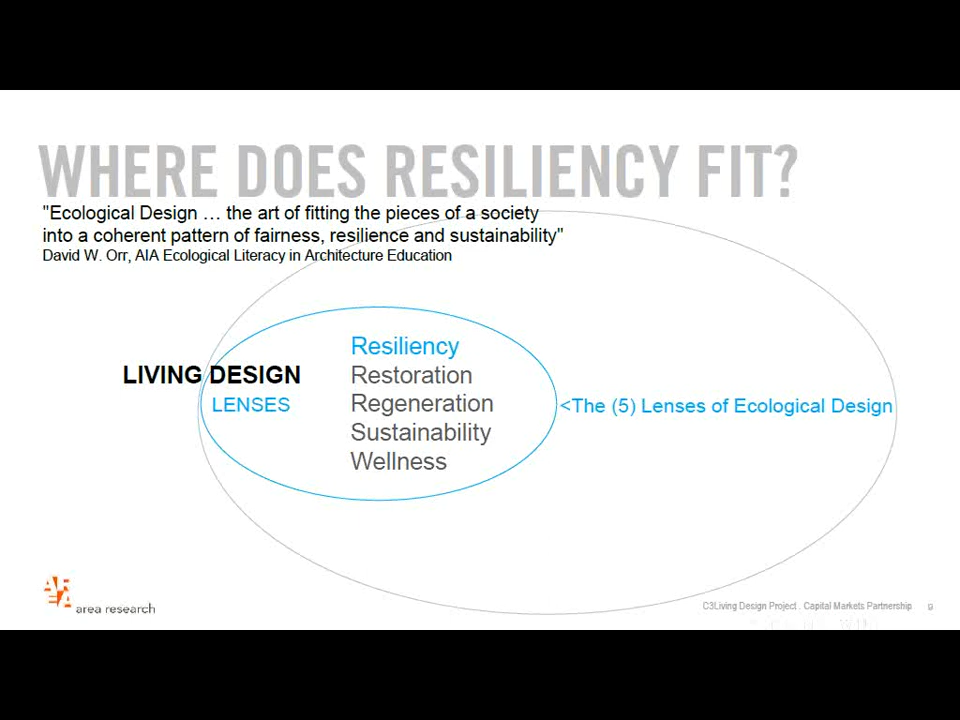 WHERE DOES RESILIENCY FIT?
"Ecological Design … the art of fitting the pieces of a society
into a coherent pattern of fairness, resilience and sustainability"
David W. Orr, AIA Ecological Literacy in Architecture Education
LIVING DESIGN
LENSES
Resiliency
Restoration
Regeneration
Sustainability
Wellness
<The (5) Lenses of Ecological Design
AREA
area research
C3Living Design Project . Capital Markets Partnership 9